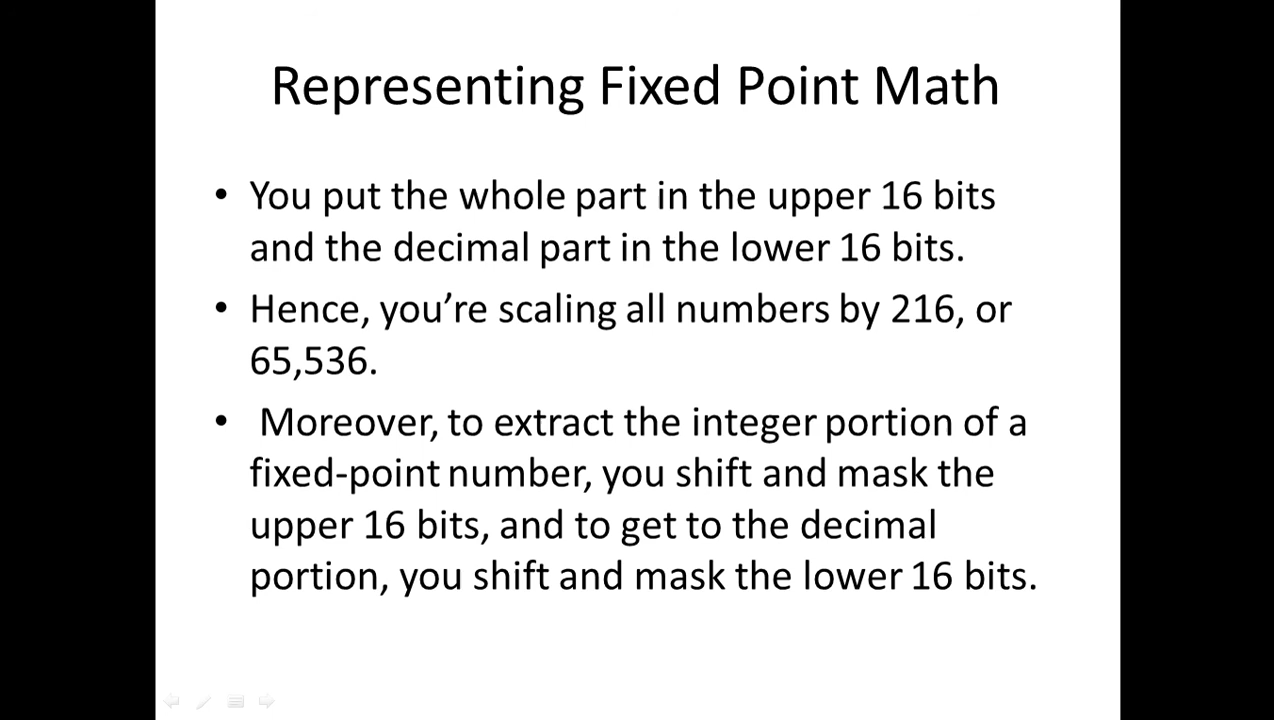 Representing Fixed Point Math
• You put the whole part in the upper 16 bits
and the decimal part in the lower 16 bits.
• Hence, you’re scaling all numbers by 216, or
65,536.
• Moreover, to extract the integer portion of a
fixed-point number, you shift and mask the
upper 16 bits, and to get to the decimal
portion, you shift and mask the lower 16 bits.